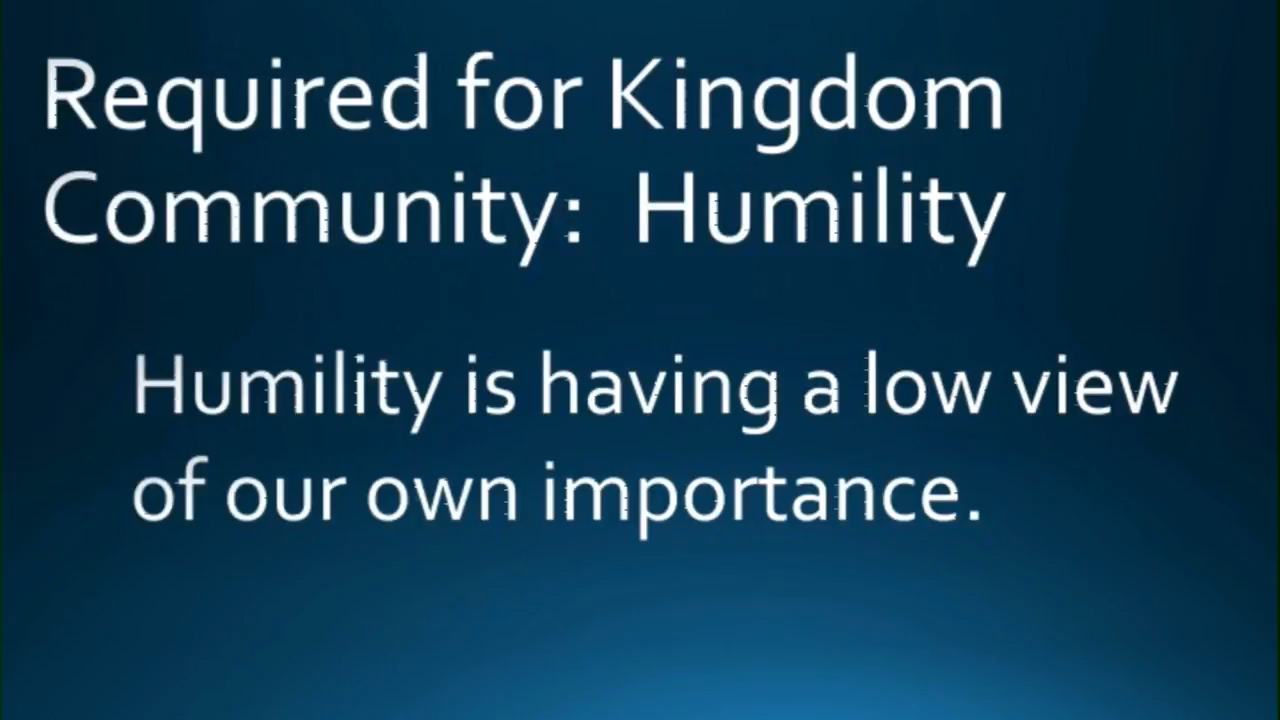 Required for Kingdom
Community:  Humility
Humility is having a low view
of our own importance.